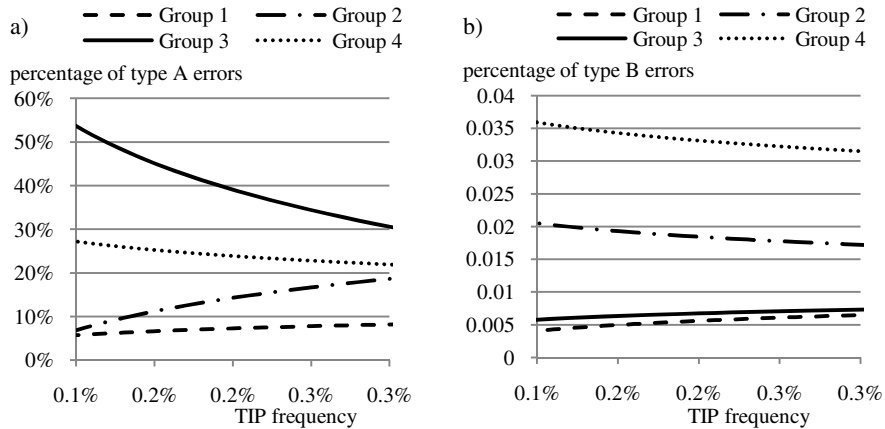 a)
Group 1
Group 2
Group 3
Group 4
percentage of type A errors
60%
50%
40%
30%
20%
10%
0%
0.1%
0.2%
0.2%
0.3%
0.3%
TIP frequency
b)
Group 1
Group 2
Group 3
Group 4
percentage of type B errors
0.04
0.035
0.03
0.025
0.02
0.015
0.01
0.005
0
0.1%
0.2%
0.2%
0.3%
0.3%
TIP frequency